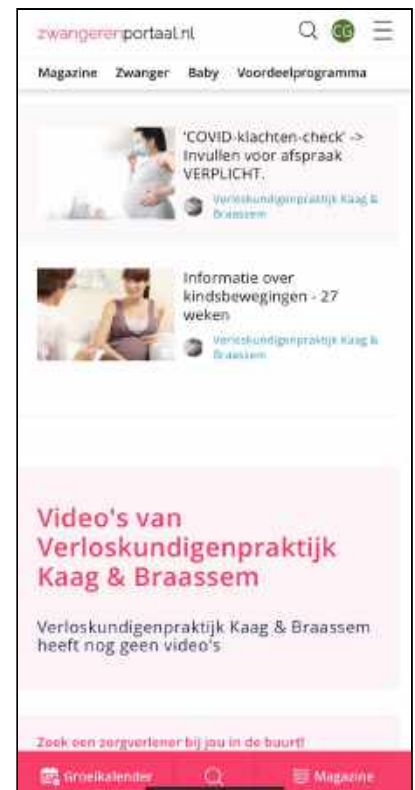 zwangerenportaal.nl
CG
Magazine Zwanger Baby Voordeelprogramma
'COVID-klachten-check' ->
Invullen voor afspraak
VERPLICHT.
Verloskundigenpraktijk Kaag &
Braassem
Informatie over
kindsbewegingen - 27
weken
Verloskundigenpraktijk Kaag &
Braassem
Video's van
Verloskundigenpraktijk
Kaag & Braassem
Verloskundigenpraktijk Kaag & Braassem
heeft nog geen video's
Zoek een zorgverlener bij jou in de buurt!
Groeikalender
Magazine